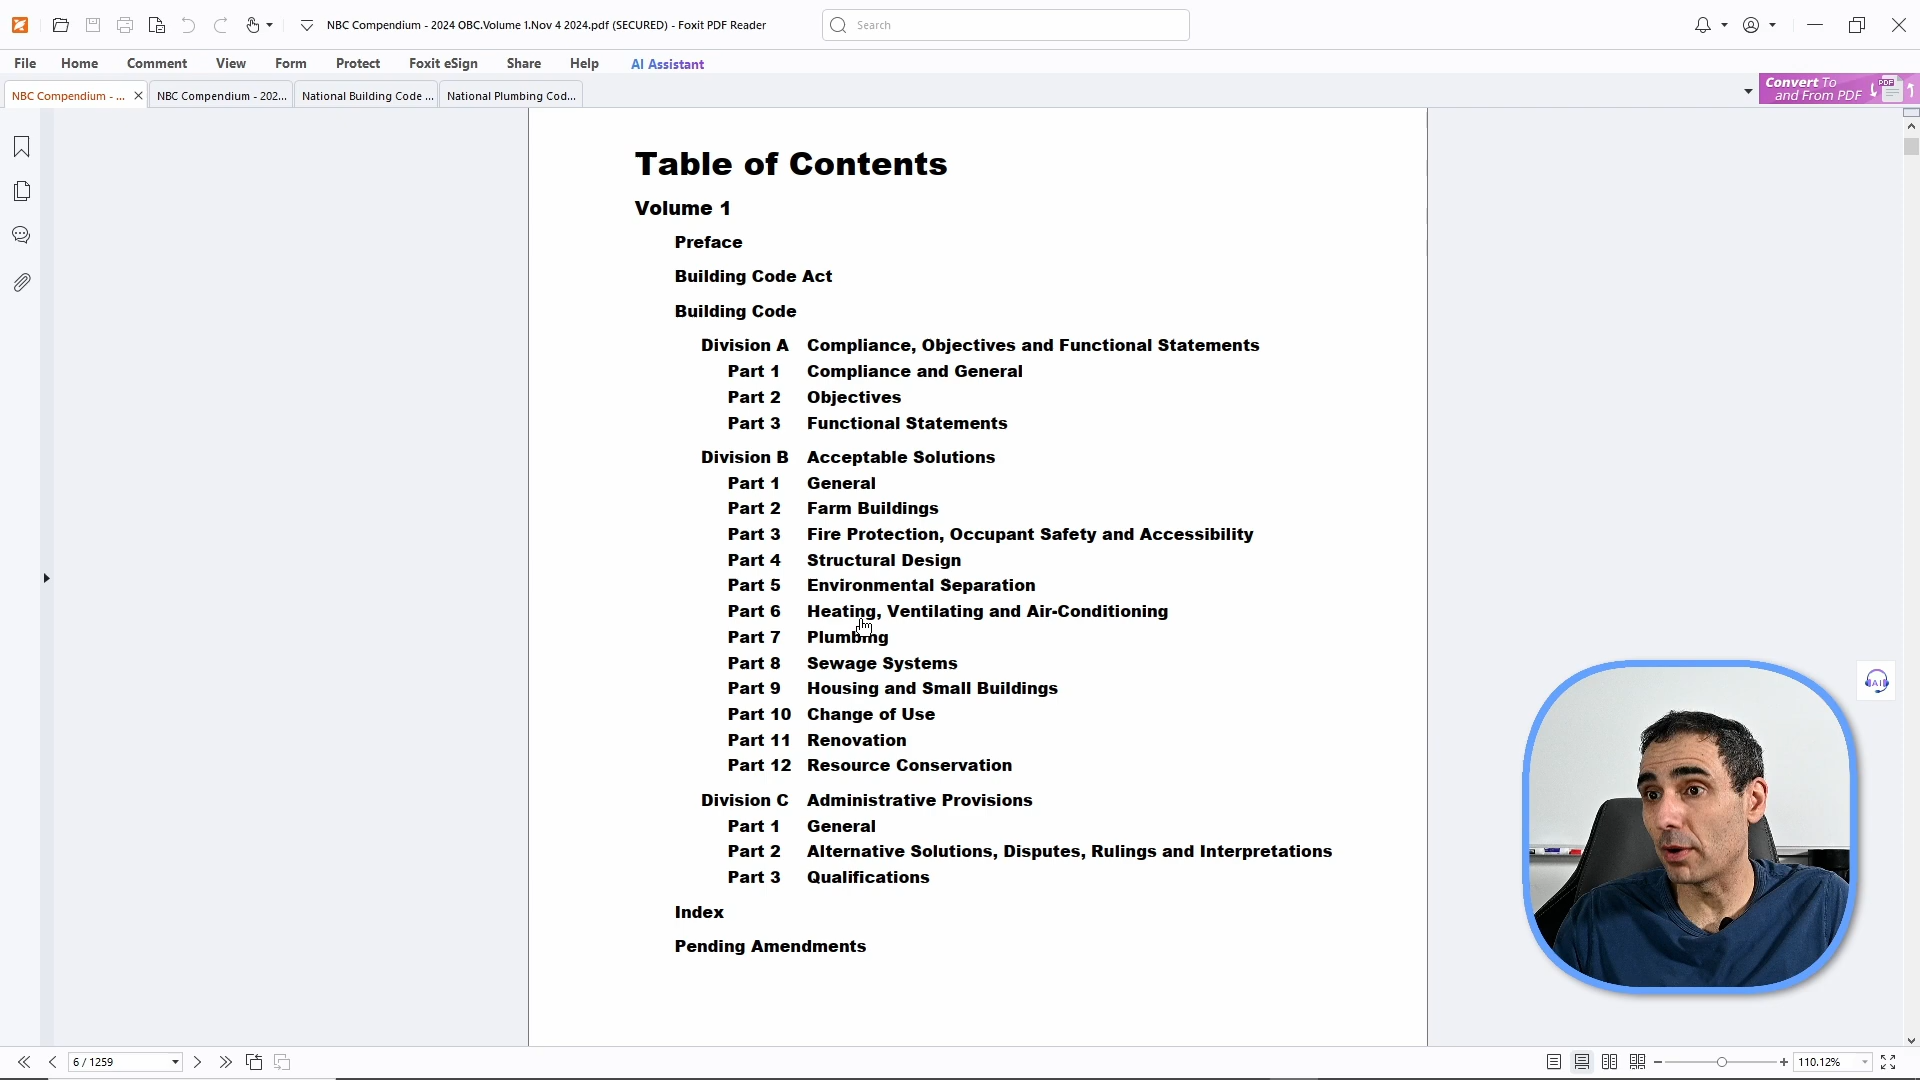 NBC Compendium - 2024 OBC.Volume 1.Nov 4 2024.pdf (SECURED) - Foxit PDF Reader
Search
File Home Comment View Form Protect Foxit eSign Share Help AI Assistant
NBC Compendium - ... NBC Compendium - 202... National Building Code ... National Plumbing Cod...
Convert To
and From PDF
PDF
Table of Contents
Volume 1
Preface
Building Code Act
Building Code
Division A Compliance, Objectives and Functional Statements
Part 1 Compliance and General
Part 2 Objectives
Part 3 Functional Statements
Division B Acceptable Solutions
Part 1 General
Part 2 Farm Buildings
Part 3 Fire Protection, Occupant Safety and Accessibility
Part 4 Structural Design
Part 5 Environmental Separation
Part 6 Heating, Ventilating and Air-Conditioning
Part 7 Plumbing
Part 8 Sewage Systems
Part 9 Housing and Small Buildings
Part 10 Change of Use
Part 11 Renovation
Part 12 Resource Conservation
Division C Administrative Provisions
Part 1 General
Part 2 Alternative Solutions, Disputes, Rulings and Interpretations
Part 3 Qualifications
Index
Pending Amendments
AI
6 / 1259
110.12%